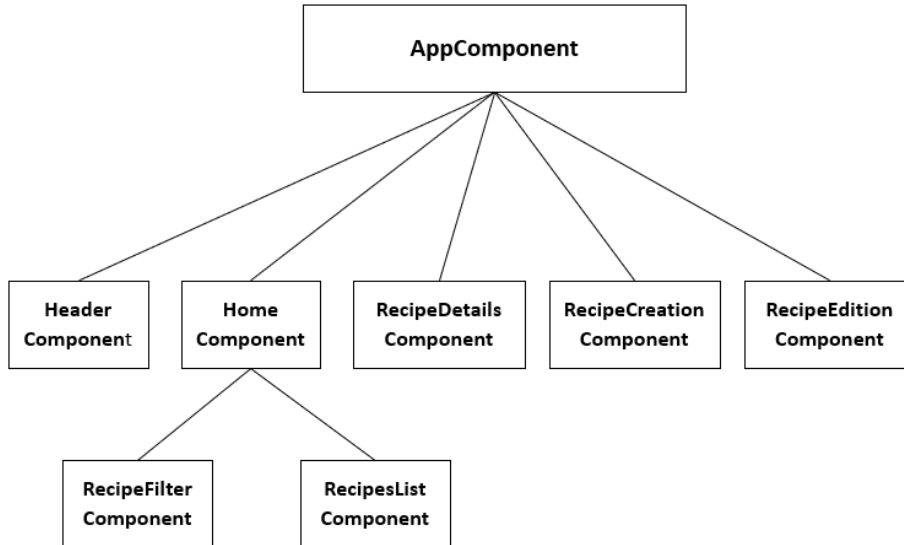 AppComponent
Header
Component
Home
Component
RecipeDetails
Component
RecipeCreation
Component
RecipeEdition
Component
RecipeFilter
Component
RecipesList
Component